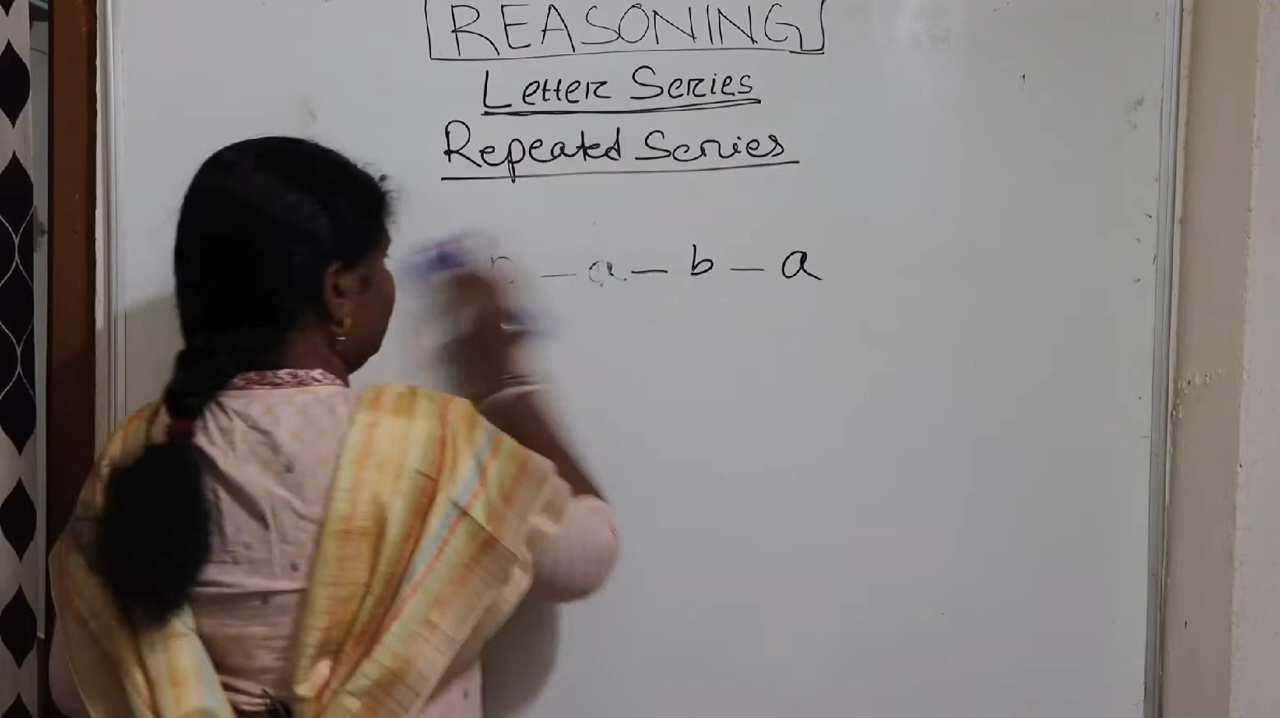 REASONING
Letter Series
Repeated Series
— a — b — a